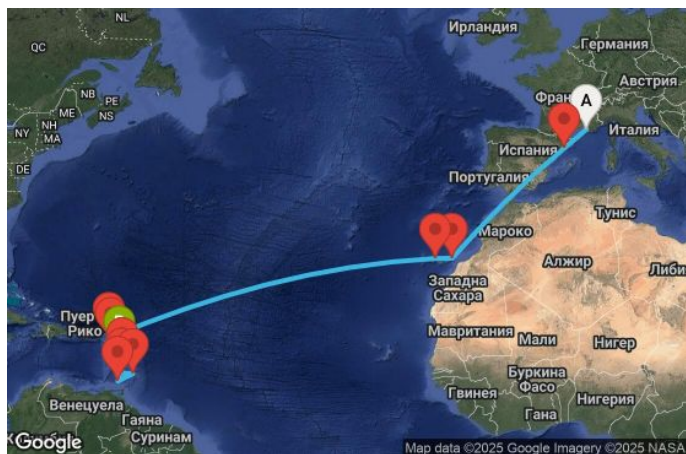 NL
Ирландия
QC
Германия
NB
PE
Австрия
Фран
A
ME
NS
NH
NY
MA
Италия
Испания
DE
Португалия
Тунис
Мароко
Алжир
Либи
Западна
Сахара
Пуер
Рико
Мавритания
Мали
Нигер
Буркина
Фасо
Венецуела
Гвинея
Нигерия
Гаяна
Гана
Суринам
Google
Map data ©2025 Google Imagery ©2025 NASA